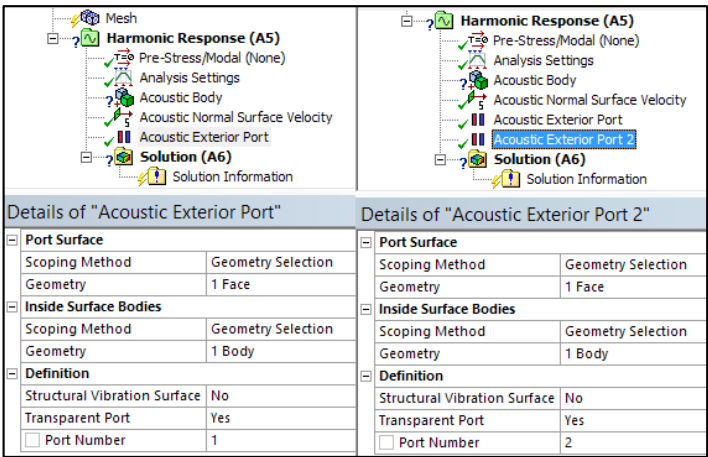 Mesh
Harmonic Response (A5)
Pre-Stress/Modal (None)
Analysis Settings
Acoustic Body
Acoustic Normal Surface Velocity
Acoustic Exterior Port
Solution (A6)
Solution Information
Details of "Acoustic Exterior Port"
Port Surface
Scoping Method Geometry Selection
Geometry 1 Face
Inside Surface Bodies
Scoping Method Geometry Selection
Geometry 1 Body
Definition
Structural Vibration Surface No
Transparent Port Yes
Port Number 1
Harmonic Response (A5)
Pre-Stress/Modal (None)
Analysis Settings
Acoustic Body
Acoustic Normal Surface Velocity
Acoustic Exterior Port
Acoustic Exterior Port 2
Solution (A6)
Solution Information
Details of "Acoustic Exterior Port 2"
Port Surface
Scoping Method Geometry Selection
Geometry 1 Face
Inside Surface Bodies
Scoping Method Geometry Selection
Geometry 1 Body
Definition
Structural Vibration Surface No
Transparent Port Yes
Port Number 2